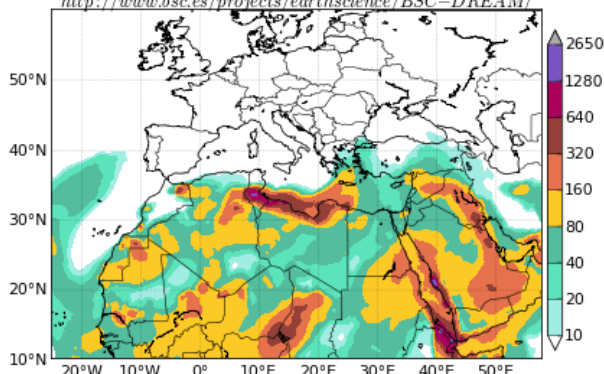 http://www.bsc.es/projects/earthscience/BSC−DREAM/
50°N
40°N
30°N
20°N
10°N
20°W 10°W 0° 10°E 20°E 30°E 40°E 50°E
2650
1280
640
320
160
80
40
20
10